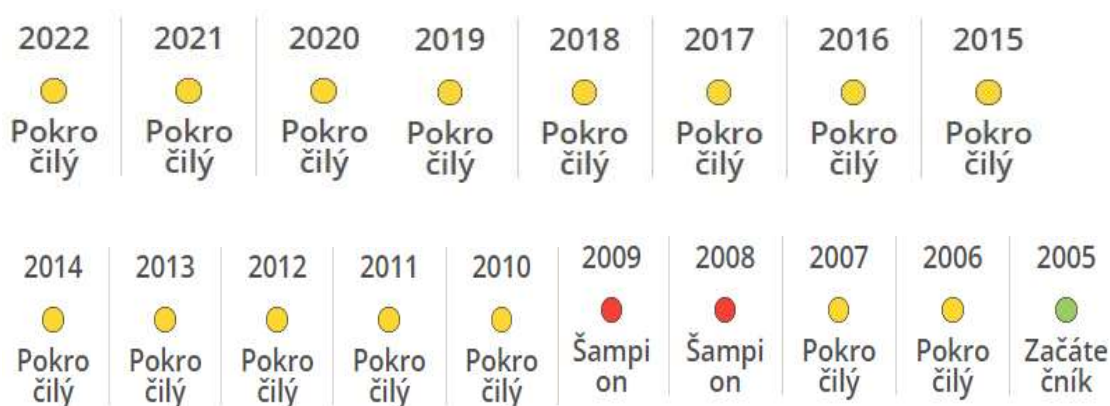 2022 2021 2020 2019 2018 2017 2016 2015
Pokro Pokro Pokro Pokro Pokro Pokro Pokro Pokro
čilý čilý čilý čilý čilý čilý čilý čilý
2014 2013 2012 2011 2010 2009 2008 2007 2006 2005
Pokro Pokro Pokro Pokro Pokro Šampi Šampi Pokro Pokro Začáte
čilý čilý čilý čilý čilý on on čilý čilý čník